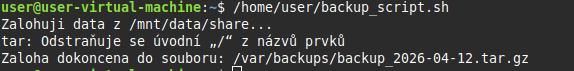 user@user-virtual-machine:~$ /home/user/backup_script.sh
Zalohuji data z /mnt/data/share...
tar: Odstraňuje se úvodní „/“ z názvů prvků
Zaloha dokoncena do souboru: /var/backups/backup_2026-04-12.tar.gz